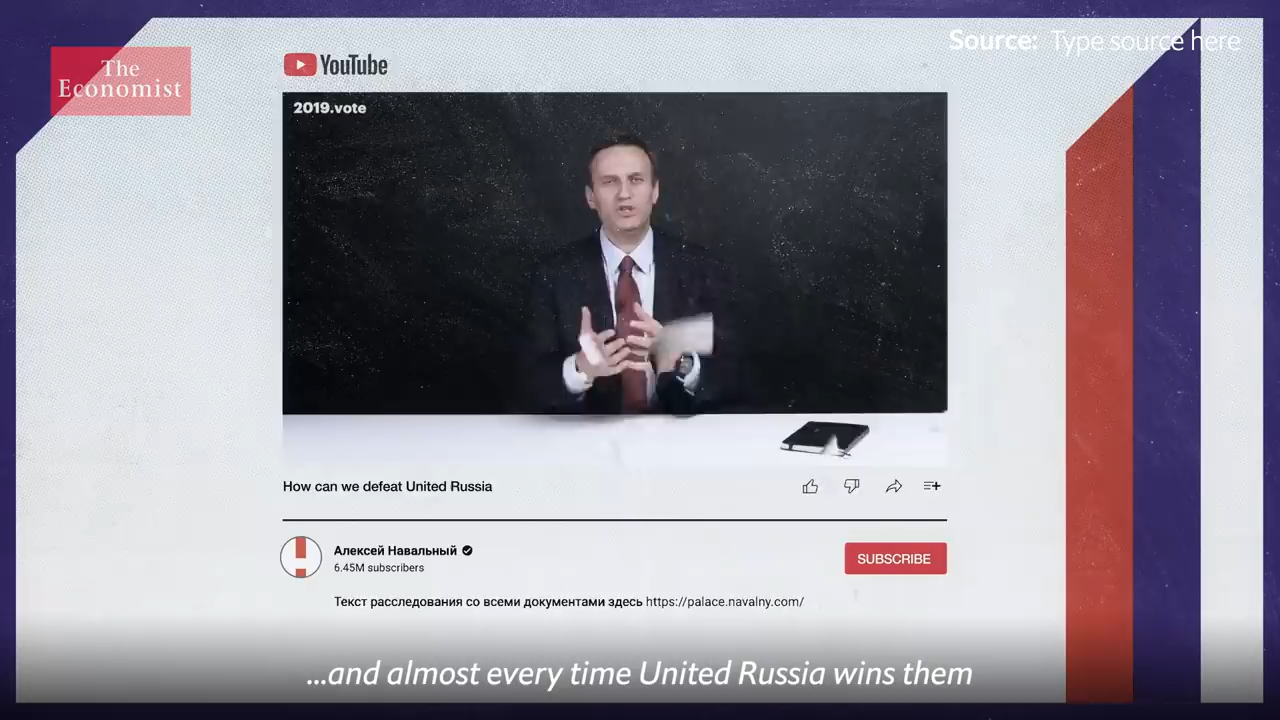 The
Economist
Source: Type source here
YouTube
2019.vote
How can we defeat United Russia
Алексей Навальный
6.45M subscribers
SUBSCRIBE
Текст расследования со всеми документами здесь https://palace.navalny.com/
...and almost every time United Russia wins them